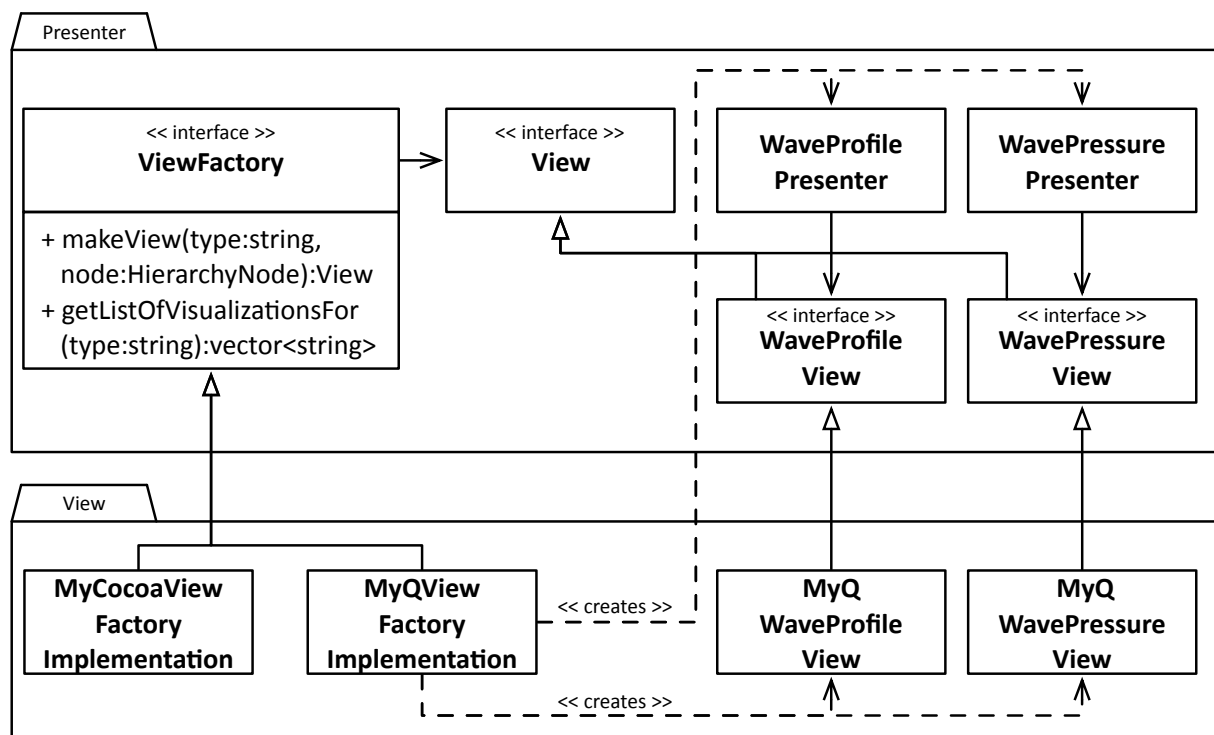 Presenter
<< interface >>
ViewFactory
+ makeView(type:string,
node:HierarchyNode):View
+ getListOfVisualizationsFor
(type:string):vector<string>
<< interface >>
View
WaveProfile
Presenter
WavePressure
Presenter
<< interface >>
WaveProfile
View
<< interface >>
WavePressure
View
View
MyCocoaView
Factory
Implementation
MyQView
Factory
Implementation
<< creates >>
<< creates >>
MyQ
WaveProfile
View
MyQ
WavePressure
View